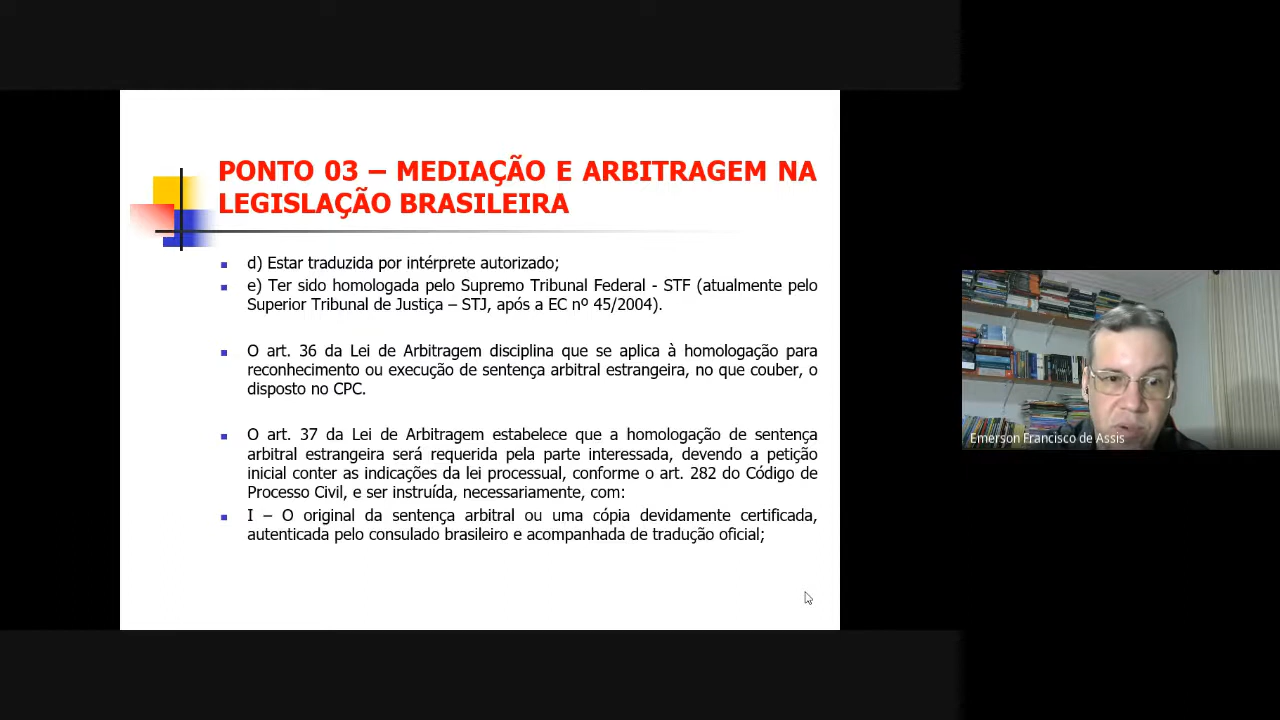 PONTO 03 – MEDIAÇÃO E ARBITRAGEM NA
LEGISLAÇÃO BRASILEIRA
d) Estar traduzida por intérprete autorizado;
e) Ter sido homologada pelo Supremo Tribunal Federal - STF (atualmente pelo
Superior Tribunal de Justiça – STJ, após a EC nº 45/2004).
O art. 36 da Lei de Arbitragem disciplina que se aplica à homologação para
reconhecimento ou execução de sentença arbitral estrangeira, no que couber, o
disposto no CPC.
O art. 37 da Lei de Arbitragem estabelece que a homologação de sentença
arbitral estrangeira será requerida pela parte interessada, devendo a petição
inicial conter as indicações da lei processual, conforme o art. 282 do Código de
Processo Civil, e ser instruída, necessariamente, com:
I – O original da sentença arbitral ou uma cópia devidamente certificada,
autenticada pelo consulado brasileiro e acompanhada de tradução oficial;
Emerson Francisco de Assis